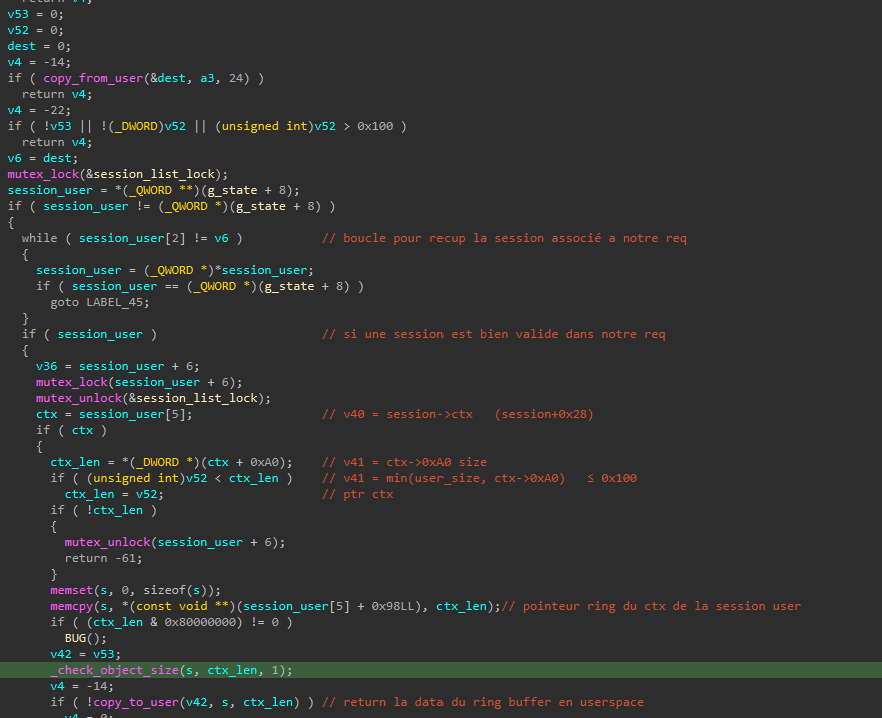 return v4;
v53 = 0;
v52 = 0;
dest = 0;
v4 = -14;
if ( copy_from_user(&dest, a3, 24) )
return v4;
v4 = -22;
if ( !v53 || !(_DWORD)v52 || (unsigned int)v52 > 0x100 )
return v4;
v6 = dest;
mutex_lock(&session_list_lock);
session_user = *(_QWORD **)(g_state + 8);
if ( session_user != (_QWORD *)(g_state + 8) )
{
while ( session_user[2] != v6 ) // boucle pour recup la session associé a notre req
{
session_user = (_QWORD *)*session_user;
if ( session_user == (_QWORD *)(g_state + 8) )
goto LABEL_45;
}
if ( session_user ) // si une session est bien valide dans notre req
{
v36 = session_user + 6;
mutex_lock(session_user + 6);
mutex_unlock(&session_list_lock);
ctx = session_user[5]; // v40 = session->ctx (session+0x28)
if ( ctx )
{
ctx_len = *(_DWORD *)(ctx + 0xA0); // v41 = ctx->0xA0 size
if ( (unsigned int)v52 < ctx_len ) // v41 = min(user_size, ctx->0xA0) ≤ 0x100
ctx_len = v52; // ptr ctx
if ( !ctx_len )
{
mutex_unlock(session_user + 6);
return -61;
}
memset(s, 0, sizeof(s));
memcpy(s, *(const void **)(session_user[5] + 0x98LL), ctx_len);// pointeur ring du ctx de la session user
if ( (ctx_len & 0x80000000) != 0 )
BUG();
v42 = v53;
_check_object_size(s, ctx_len, 1);
v4 = -14;
if ( !copy_to_user(v42, s, ctx_len) ) // return la data du ring buffer en userspace
v4 = 0;